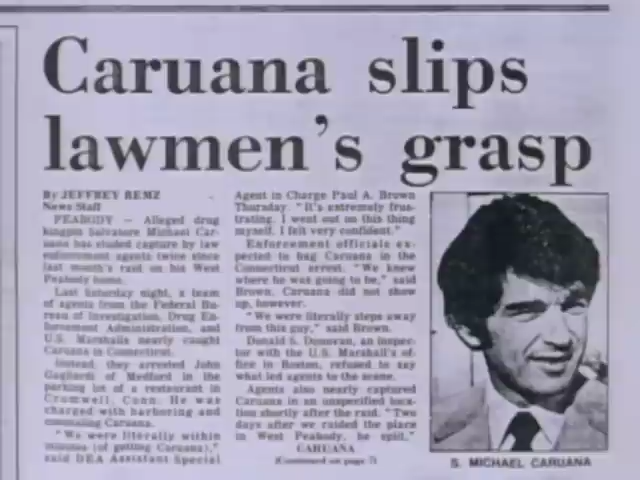 Caruana slips
lawmen's grasp
By JEFFREY REMZ
News Staff
PEABODY — Alleged drug
kingpin Salvatore Michael Car-
uana has eluded capture by law
enforcement agents twice since
last month's raid on his West
Peabody home.
Last Saturday night, a team
of agents from the Federal Bu-
reau of Investigation, Drug En-
forcement Administration, and
U.S. Marshalls nearly caught
Caruana in Connecticut.
Instead, they arrested John
Gagliardi of Medford in the
parking lot of a restaurant in
Cromwell, Conn. He was
charged with harboring and
concealing Caruana.
"We were literally within
minutes (of getting Caruana),"
said DEA Assistant Special
Agent in Charge Paul A. Brown
Thursday. "It's extremely frus-
trating. I went out on this thing
myself. I felt very confident."
Enforcement officials ex-
pected to bag Caruana in the
Connecticut arrest. "We knew
where he was going to be," said
Brown. Caruana did not show
up, however.
"We were literally steps away
from this guy," said Brown.
Donald S. Donovan, an inspec-
tor with the U.S. Marshall's of-
fice in Boston, refused to say
what led agents to the scene.
Agents also nearly captured
Caruana in an unspecified loca-
tion shortly after the raid. "Two
days after we raided the place
in West Peabody, he split,"
CARUANA
(Continued on page 7)
S. MICHAEL CARUANA